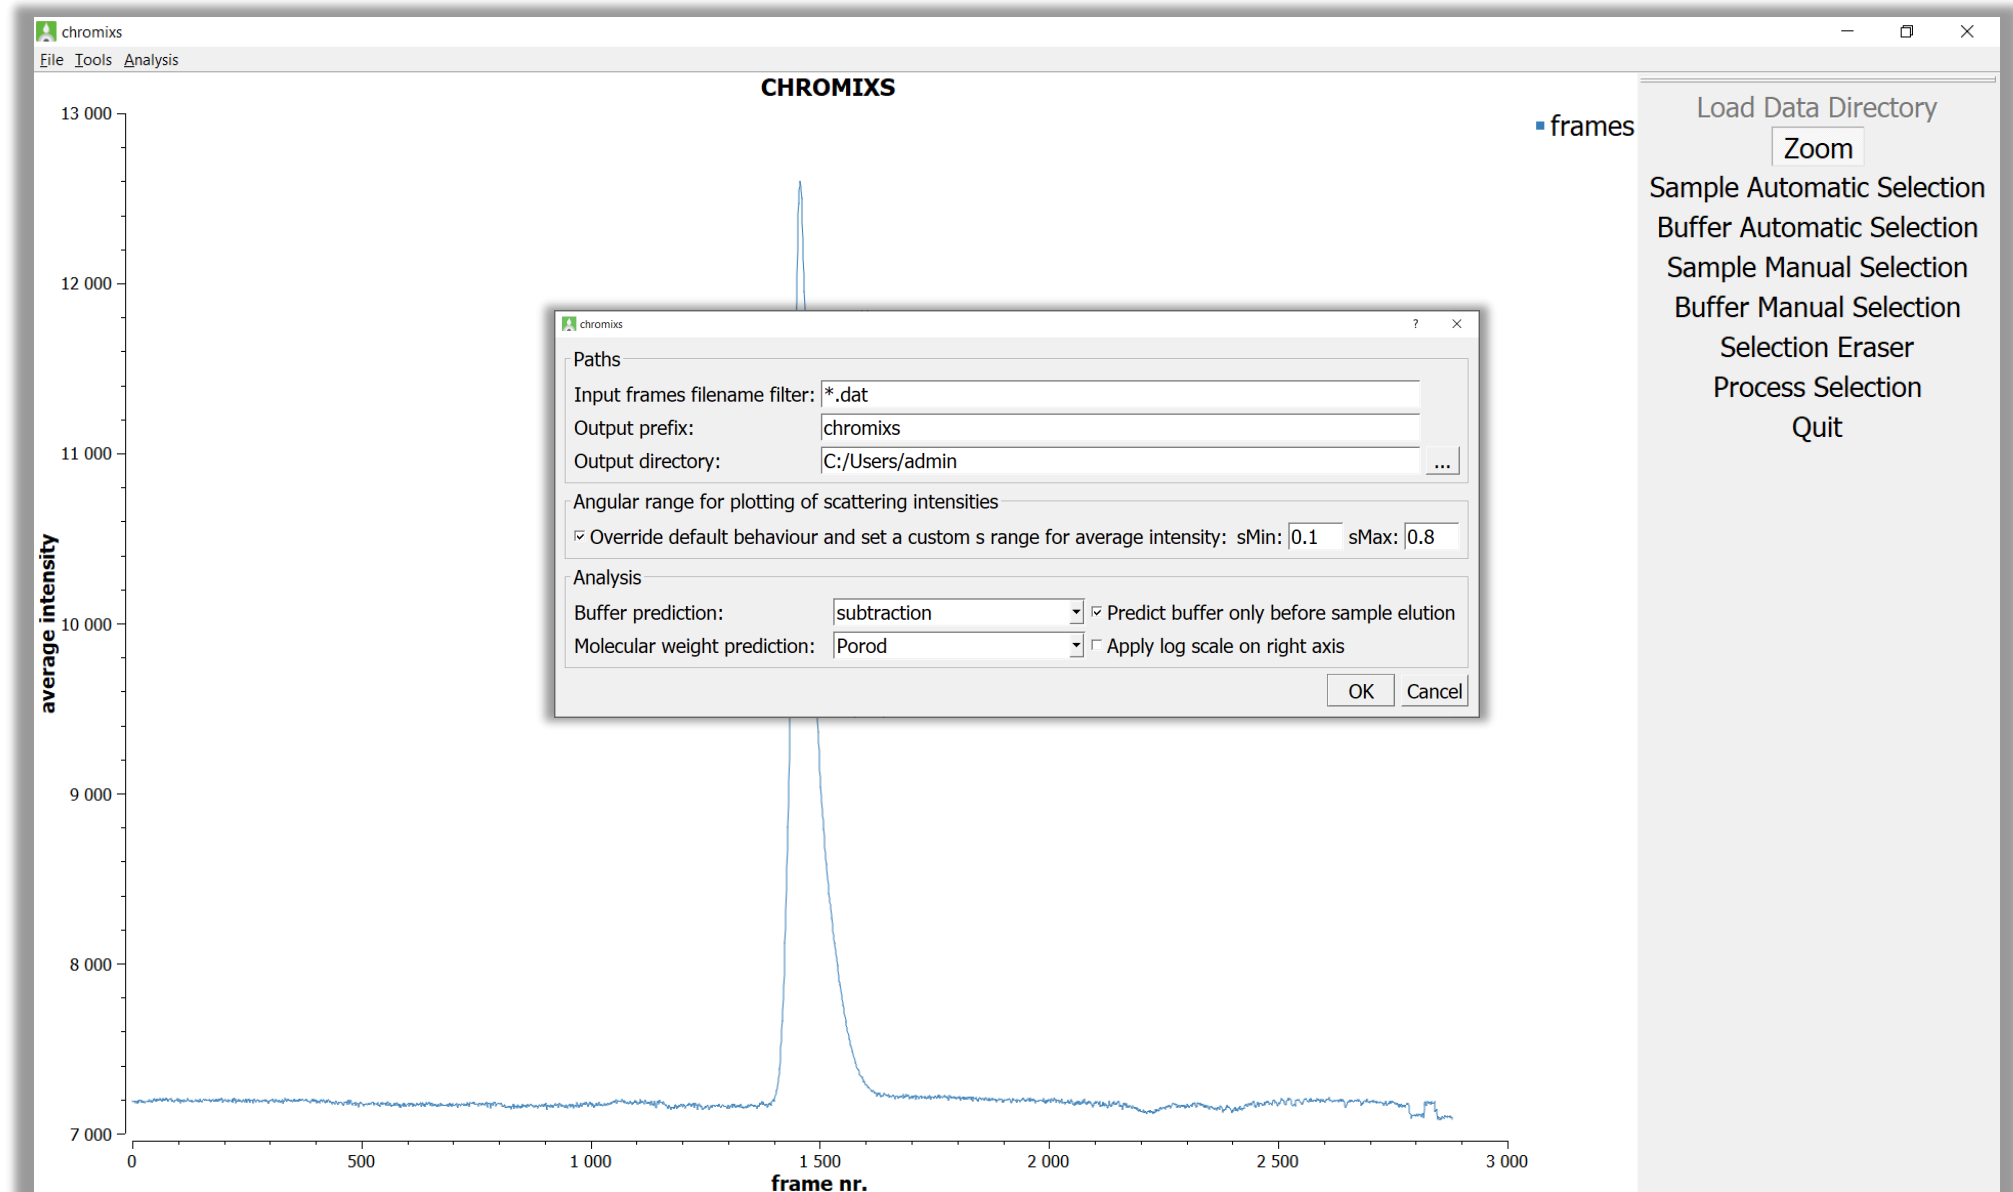 chromixs
File Tools Analysis
CHROMIXS
frames
13 000
12 000
11 000
10 000
9 000
8 000
7 000
average intensity
0 500 1 000 1 500 2 000 2 500 3 000
frame nr.
chromixs ?
Paths
Input frames filename filter: *.dat
Output prefix: chromixs
Output directory: C:/Users/admin ...
Angular range for plotting of scattering intensities
Override default behaviour and set a custom s range for average intensity: sMin: 0.1 sMax: 0.8
Analysis
Buffer prediction: subtraction Predict buffer only before sample elution
Molecular weight prediction: Porod Apply log scale on right axis
OK Cancel
Load Data Directory
Zoom
Sample Automatic Selection
Buffer Automatic Selection
Sample Manual Selection
Buffer Manual Selection
Selection Eraser
Process Selection
Quit